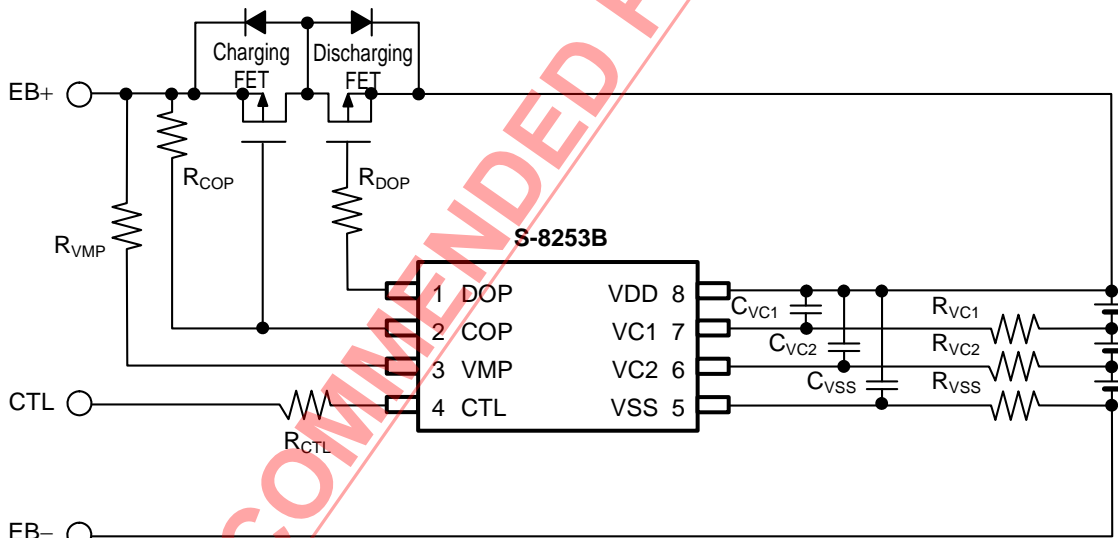 Charging
FET
Discharging
FET
EB+
RCOP
RDOP
RVMP
S-8253B
1 DOP
VDD 8
2 COP
VC1 7
3 VMP
VC2 6
4 CTL
VSS 5
CVC1
RVC1
CVC2
RVC2
CVSS
RVSS
CTL
RCTL
EB−
COMMENDED